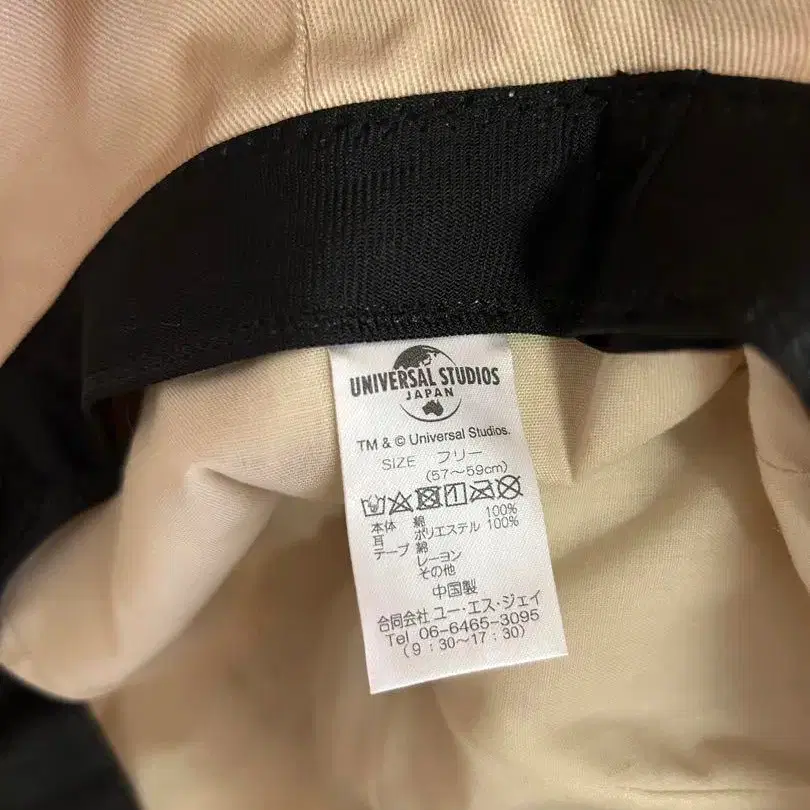 UNIVERSAL STUDIOS
JAPAN
TM & © Universal Studios.
SIZE フリー
(57～59cm)
本体 綿 100%
耳 ポリエステル 100%
テープ 綿
レーヨン
その他
中国製
合同会社 ユー・エス・ジェイ
Tel 06-6465-3095
(9：30～17：30)